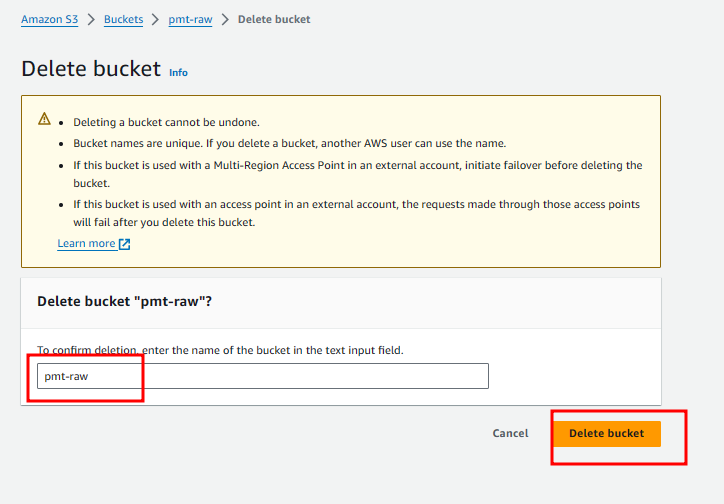 Amazon S3 > Buckets > pmt-raw > Delete bucket
Delete bucket Info
• Deleting a bucket cannot be undone.
• Bucket names are unique. If you delete a bucket, another AWS user can use the name.
• If this bucket is used with a Multi-Region Access Point in an external account, initiate failover before deleting the
bucket.
• If this bucket is used with an access point in an external account, the requests made through those access points
will fail after you delete this bucket.
Learn more
Delete bucket "pmt-raw"?
To confirm deletion, enter the name of the bucket in the text input field.
pmt-raw
Cancel Delete bucket